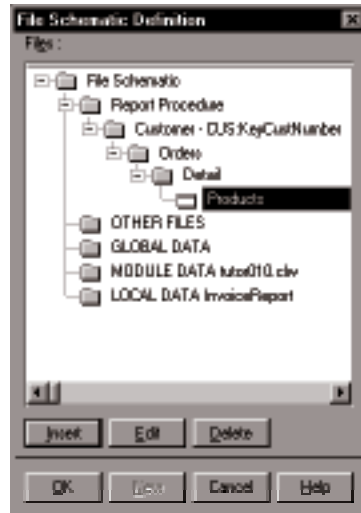 File Schematic Definition
Files:
File Schematic
Report Procedure
Customer - CUS:KeyCustNumber
Orders
Detail
Products
OTHER FILES
GLOBAL DATA
MODULE DATA tutor010.clw
LOCAL DATA InvoiceReport
Insert Edit Delete
OK View Cancel Help